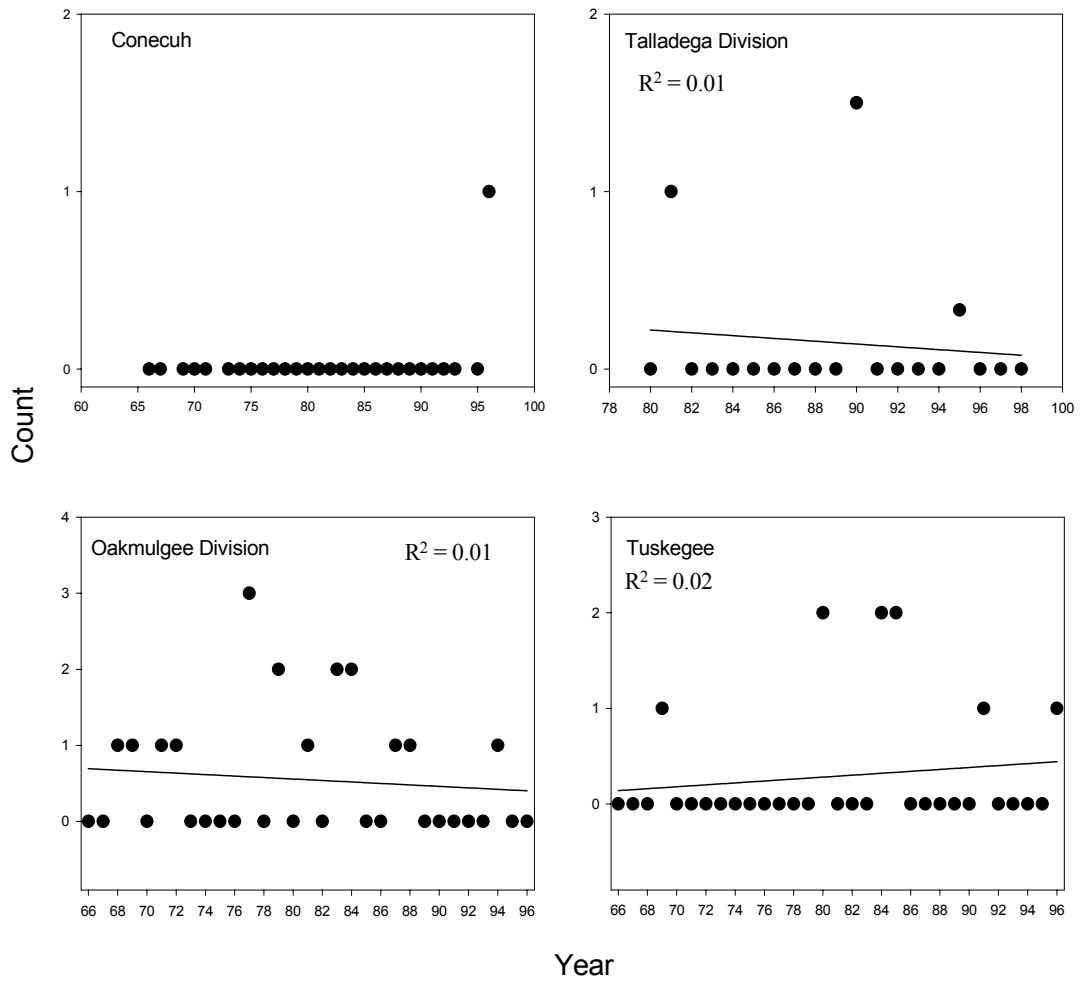 2
Conecuh
1
0
60 65 70 75 80 85 90 95 100
2
Talladega Division
R² = 0.01
1
0
78 80 82 84 86 88 90 92 94 96 98 100
Count
4
Oakmulgee Division R² = 0.01
3
2
1
0
66 68 70 72 74 76 78 80 82 84 86 88 90 92 94 96
3
Tuskegee
R² = 0.02
2
1
0
66 68 70 72 74 76 78 80 82 84 86 88 90 92 94 96
Year